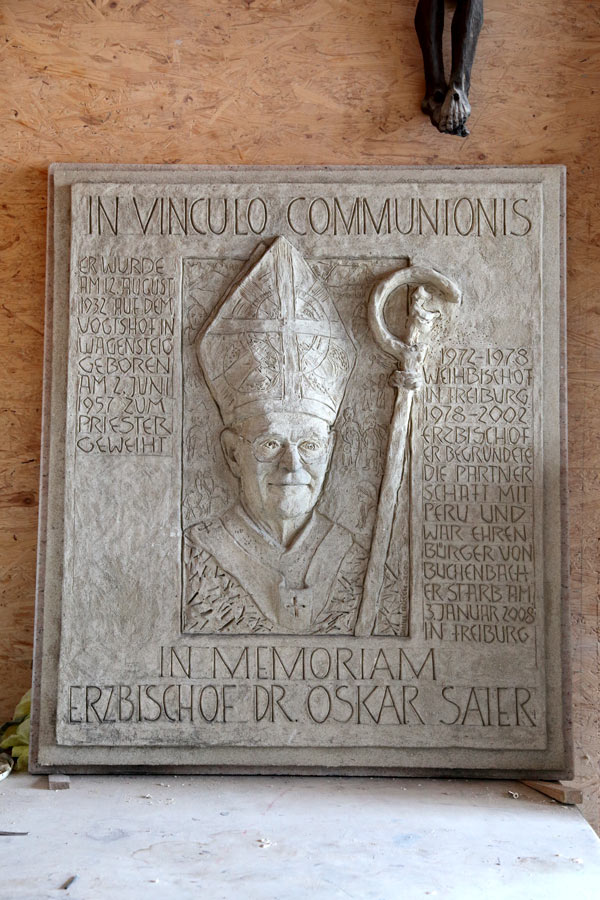 IN VINCULO COMMUNIONIS
ER WURDE
AM 12. AUGUST
1932 AUF DEM
VOGTSHOF IN
WAGENSTEIG
GEBOREN
AM 2. JUNI
1957 ZUM
PRIESTER
GEWEIHT
1972-1978
WEIHBISCHOF
IN FREIBURG
1978-2002
ERZBISCHOF
ER BEGRÜNDETE
DIE PARTNER
SCHAFT MIT
PERU UND
WAR EHREN
BÜRGER VON
BUCHENBACH
ER STARB AM
3. JANUAR 2008
IN FREIBURG
IN MEMORIAM
ERZBISCHOF DR. OSKAR SAIER